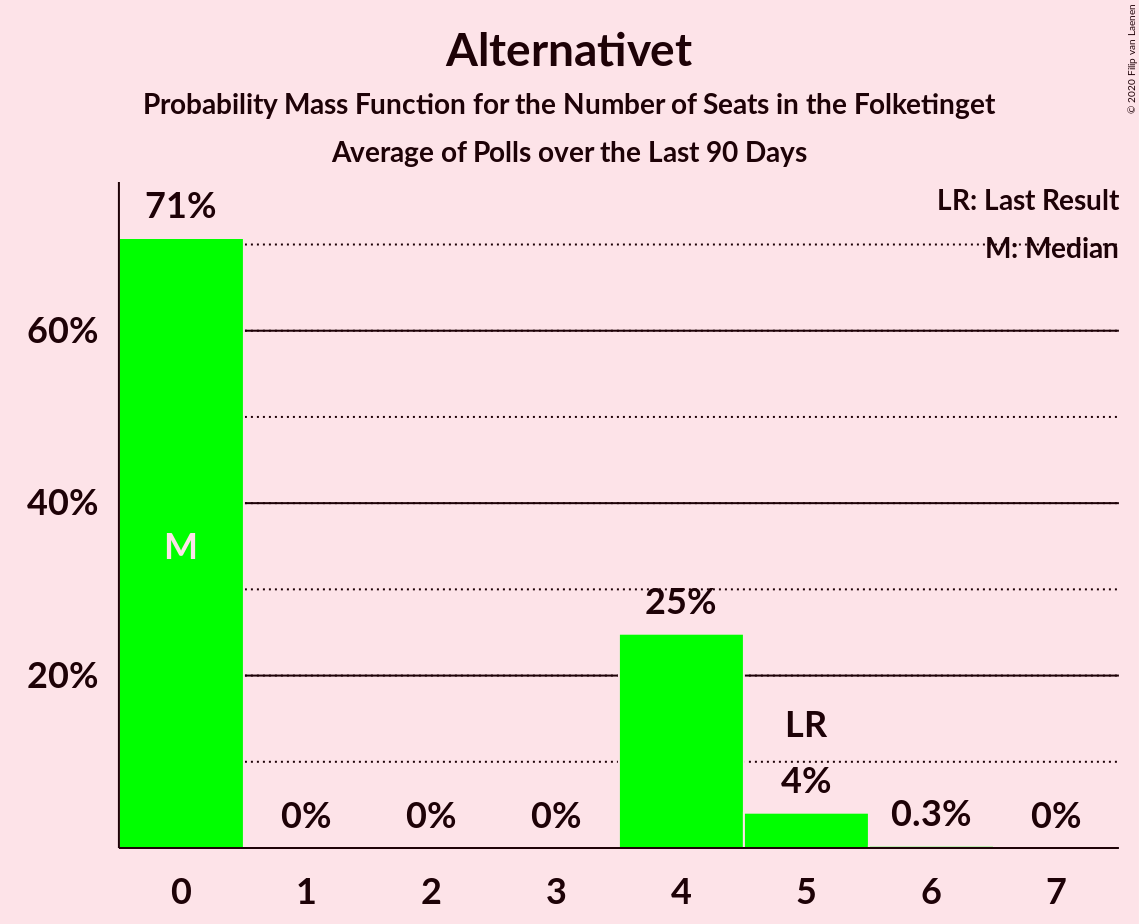 Alternativet
Probability Mass Function for the Number of Seats in the Folketinget
Average of Polls over the Last 90 Days
© 2020 Filip van Laenen
LR: Last Result
M: Median
71%
60%
40%
20%
M
0%
0%
0%
25%
LR
4%
0.3%
0%
0
1
2
3
4
5
6
7